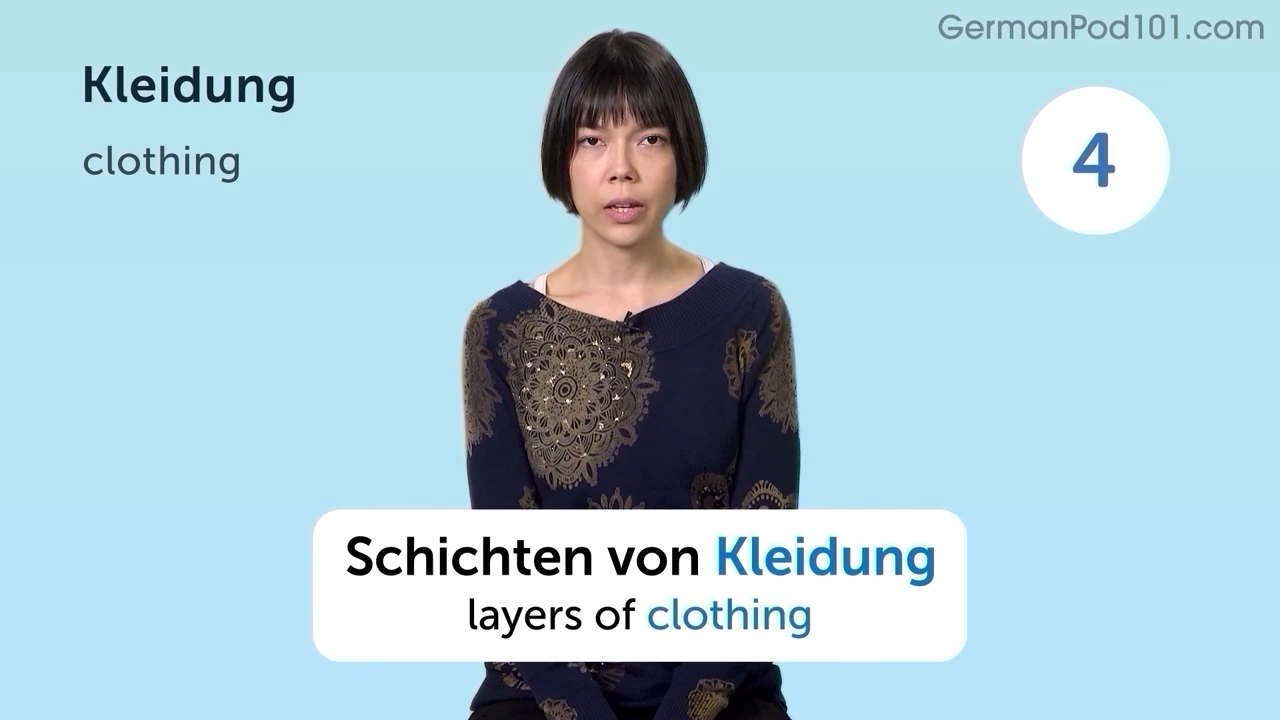 GermanPod101.com
Kleidung
clothing
4
Schichten von Kleidung
layers of clothing